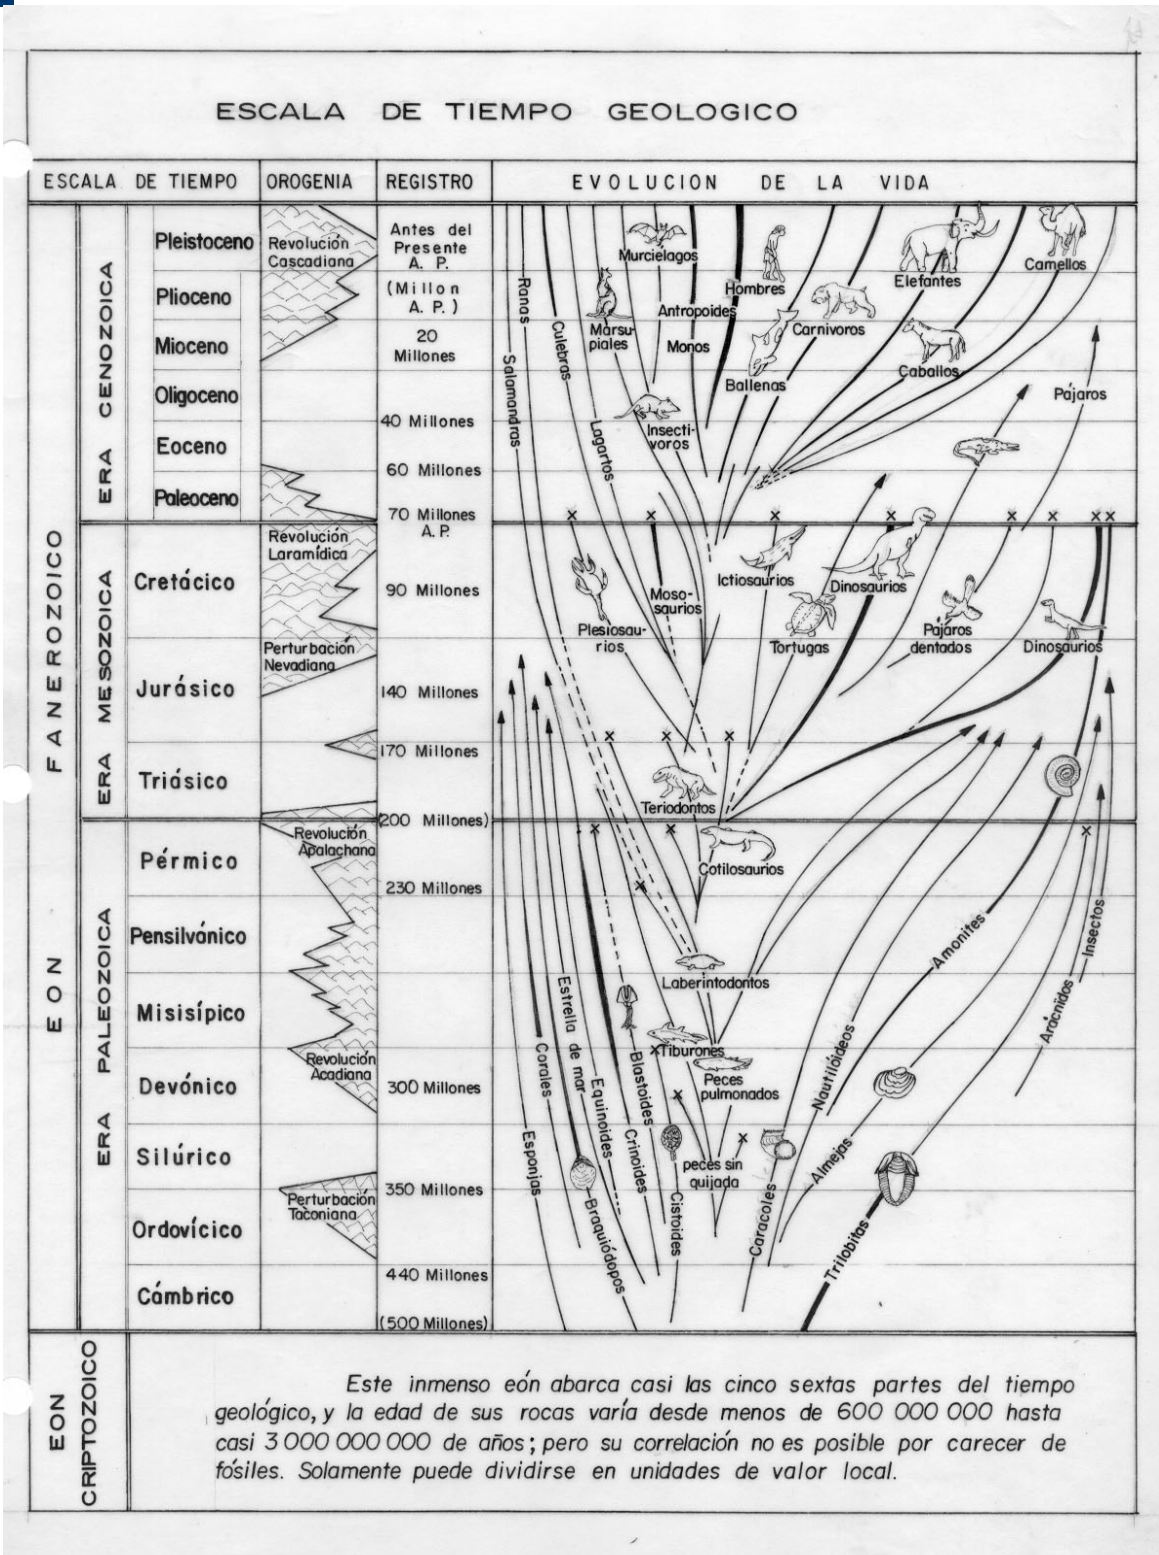 ESCALA DE TIEMPO GEOLOGICO
ESCALA DE TIEMPO
OROGENIA
REGISTRO
EVOLUCION DE LA VIDA
EON FANEROZOICO
ERA CENOZOICA
Pleistoceno
Plioceno
Mioceno
Oligoceno
Eoceno
Paleoceno
ERA MESOZOICA
Cretácico
Jurásico
Triásico
ERA PALEOZOICA
Pérmico
Pensilvánico
Misisípico
Devónico
Silúrico
Ordovícico
Cámbrico
Revolución
Cascadiana
Revolución
Laramídica
Perturbación
Nevadiana
Revolución
Apalachana
Revolución
Acadiana
Perturbación
Taconiana
Antes del
Presente
A. P.
(Millon
A. P.)
20
Millones
40 Millones
60 Millones
70 Millones
A. P.
90 Millones
140 Millones
170 Millones
(200 Millones)
230 Millones
300 Millones
350 Millones
440 Millones
(500 Millones)
Ranas
Salamandras
Culebras
Lagartos
Murciélagos
Marsu-
piales
Insectí-
voros
Antropoides
Monos
Hombres
Ballenas
Carnivoros
Elefantes
Caballos
Camellos
Pájaros
Plesiosau-
rios
Moso-
saurios
Ictiosaurios
Tortugas
Dinosaurios
Pájaros
dentados
Dinosaurios
Teriodontos
Cotilosaurios
Laberintodontos
Tiburones
Peces
pulmonados
peces sin
quijada
Esponjas
Corales
Estrella de mar
Braquiódopos
Equinoides
Crinoides
Blastoides
Cistoides
Caracoles
Nautilóideos
Almejas
Amonites
Trilobitas
Arácnidos
Insectos
EON
CRIPTOZOICO
Este inmenso eón abarca casi las cinco sextas partes del tiempo
geológico, y la edad de sus rocas varía desde menos de 600 000 000 hasta
casi 3 000 000 000 de años; pero su correlación no es posible por carecer de
fósiles. Solamente puede dividirse en unidades de valor local.